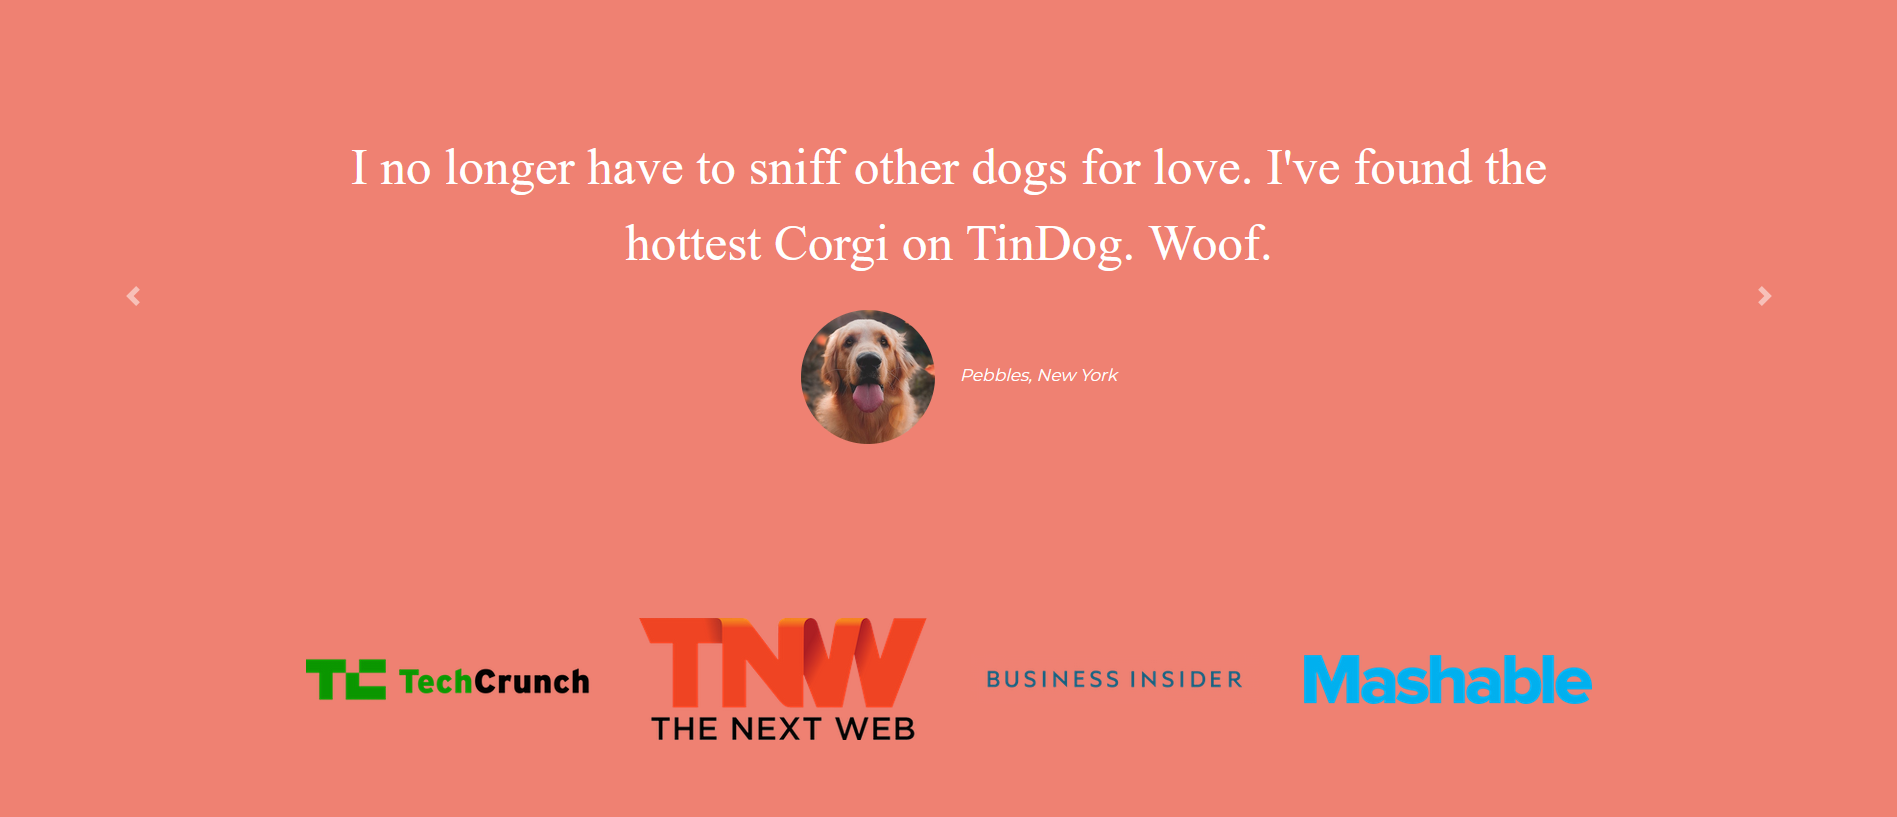 I no longer have to sniff other dogs for love. I've found the
hottest Corgi on TinDog. Woof.
Pebbles, New York
TC TechCrunch
TNW
THE NEXT WEB
BUSINESS INSIDER
Mashable